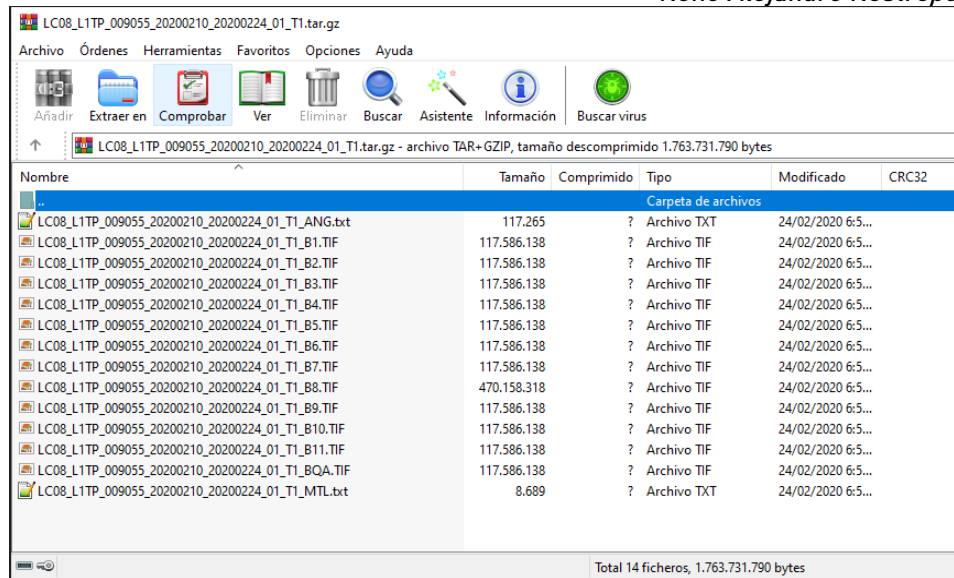 LC08_L1TP_009055_20200210_20200224_01_T1.tar.gz
Archivo Órdenes Herramientas Favoritos Opciones Ayuda
Añadir Extraer en Comprobar Ver Eliminar Buscar Asistente Información Buscar virus
LC08_L1TP_009055_20200210_20200224_01_T1.tar.gz - archivo TAR+GZIP, tamaño descomprimido 1.763.731.790 bytes
Nombre Tamaño Comprimido Tipo Modificado CRC32
.. Carpeta de archivos
LC08_L1TP_009055_20200210_20200224_01_T1_ANG.txt 117.265 ? Archivo TXT 24/02/2020 6:5...
LC08_L1TP_009055_20200210_20200224_01_T1_B1.TIF 117.586.138 ? Archivo TIF 24/02/2020 6:5...
LC08_L1TP_009055_20200210_20200224_01_T1_B2.TIF 117.586.138 ? Archivo TIF 24/02/2020 6:5...
LC08_L1TP_009055_20200210_20200224_01_T1_B3.TIF 117.586.138 ? Archivo TIF 24/02/2020 6:5...
LC08_L1TP_009055_20200210_20200224_01_T1_B4.TIF 117.586.138 ? Archivo TIF 24/02/2020 6:5...
LC08_L1TP_009055_20200210_20200224_01_T1_B5.TIF 117.586.138 ? Archivo TIF 24/02/2020 6:5...
LC08_L1TP_009055_20200210_20200224_01_T1_B6.TIF 117.586.138 ? Archivo TIF 24/02/2020 6:5...
LC08_L1TP_009055_20200210_20200224_01_T1_B7.TIF 117.586.138 ? Archivo TIF 24/02/2020 6:5...
LC08_L1TP_009055_20200210_20200224_01_T1_B8.TIF 470.158.318 ? Archivo TIF 24/02/2020 6:5...
LC08_L1TP_009055_20200210_20200224_01_T1_B9.TIF 117.586.138 ? Archivo TIF 24/02/2020 6:5...
LC08_L1TP_009055_20200210_20200224_01_T1_B10.TIF 117.586.138 ? Archivo TIF 24/02/2020 6:5...
LC08_L1TP_009055_20200210_20200224_01_T1_B11.TIF 117.586.138 ? Archivo TIF 24/02/2020 6:5...
LC08_L1TP_009055_20200210_20200224_01_T1_BQA.TIF 117.586.138 ? Archivo TIF 24/02/2020 6:5...
LC08_L1TP_009055_20200210_20200224_01_T1_MTL.txt 8.689 ? Archivo TXT 24/02/2020 6:5...
Total 14 ficheros, 1.763.731.790 bytes